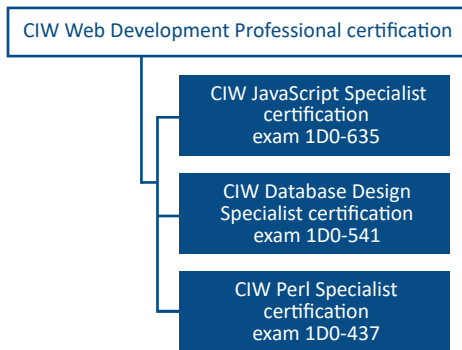 CIW Web Development Professional certification
CIW JavaScript Specialist
certification
exam 1D0-635
CIW Database Design
Specialist certification
exam 1D0-541
CIW Perl Specialist
certification
exam 1D0-437